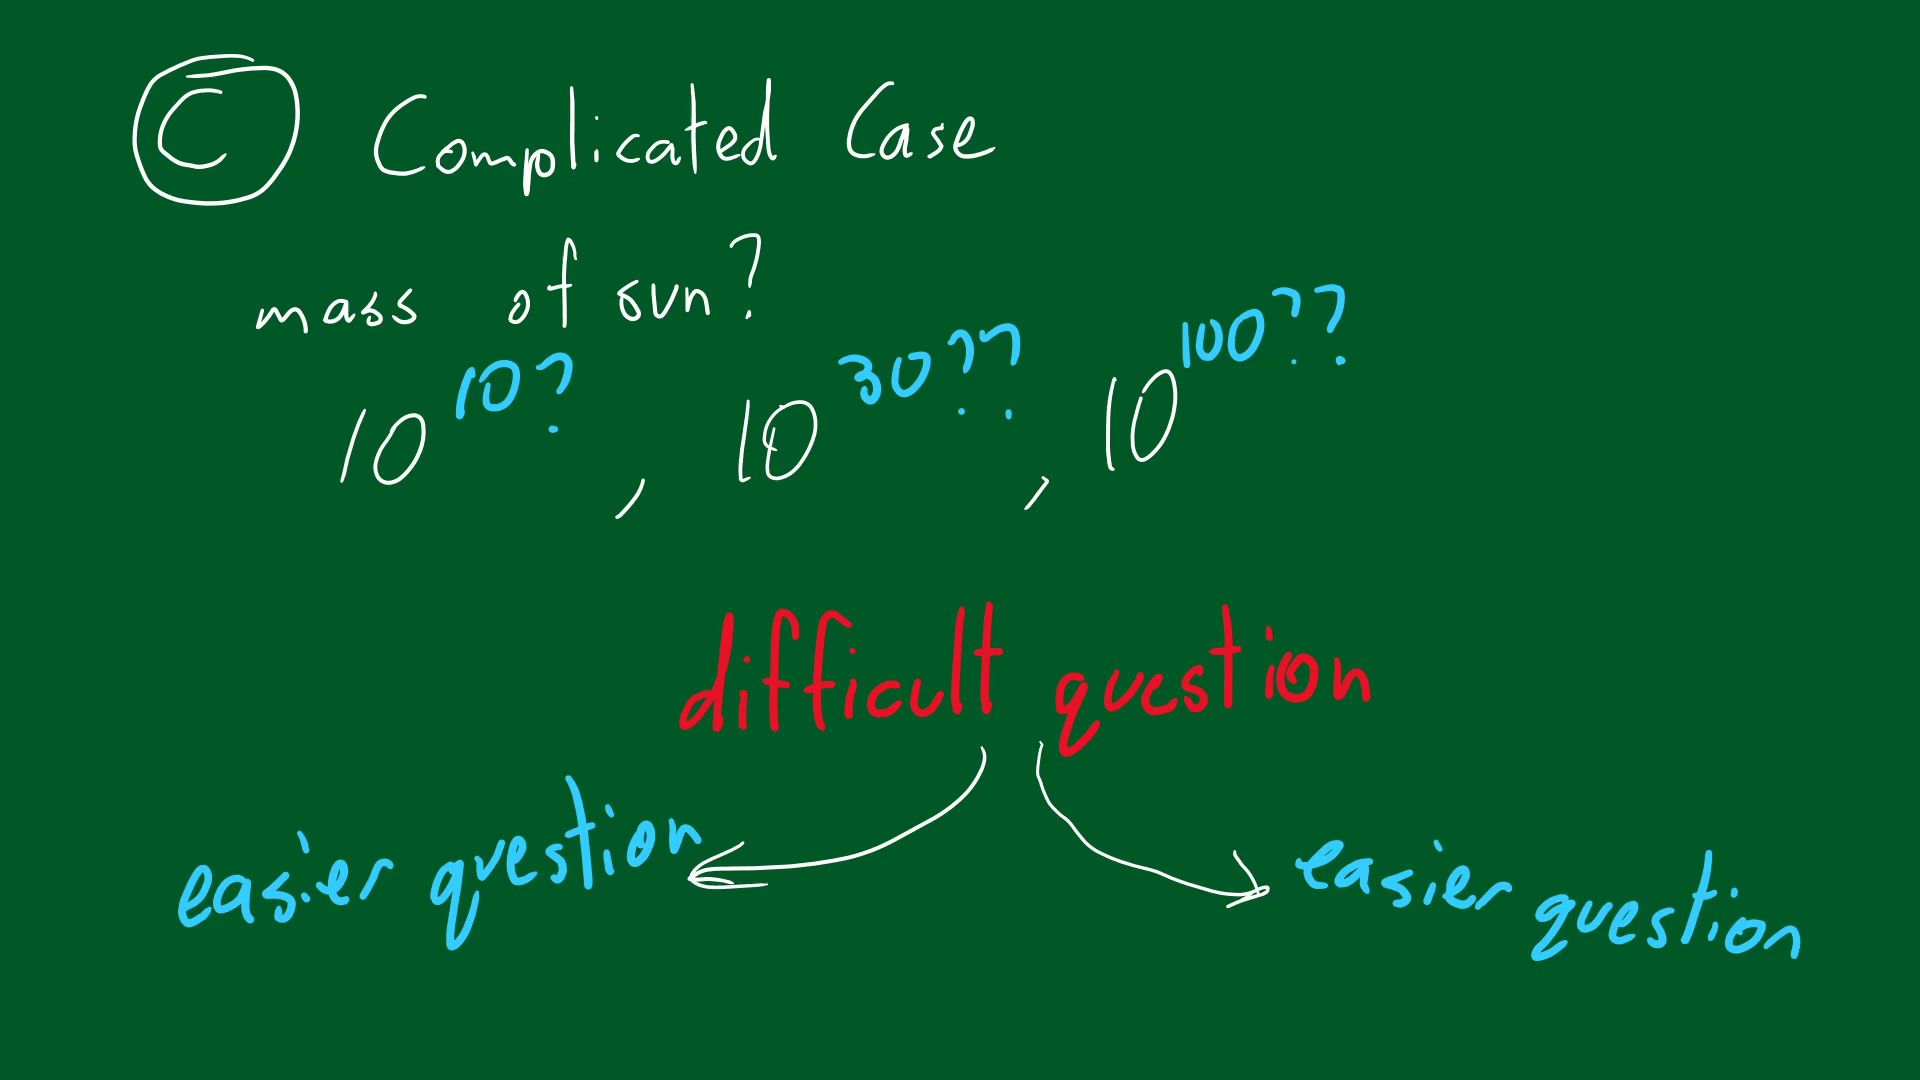 C Complicated Case
mass of sun?
10^10?, 10^30??, 10^100??
difficult question
easier question easier question